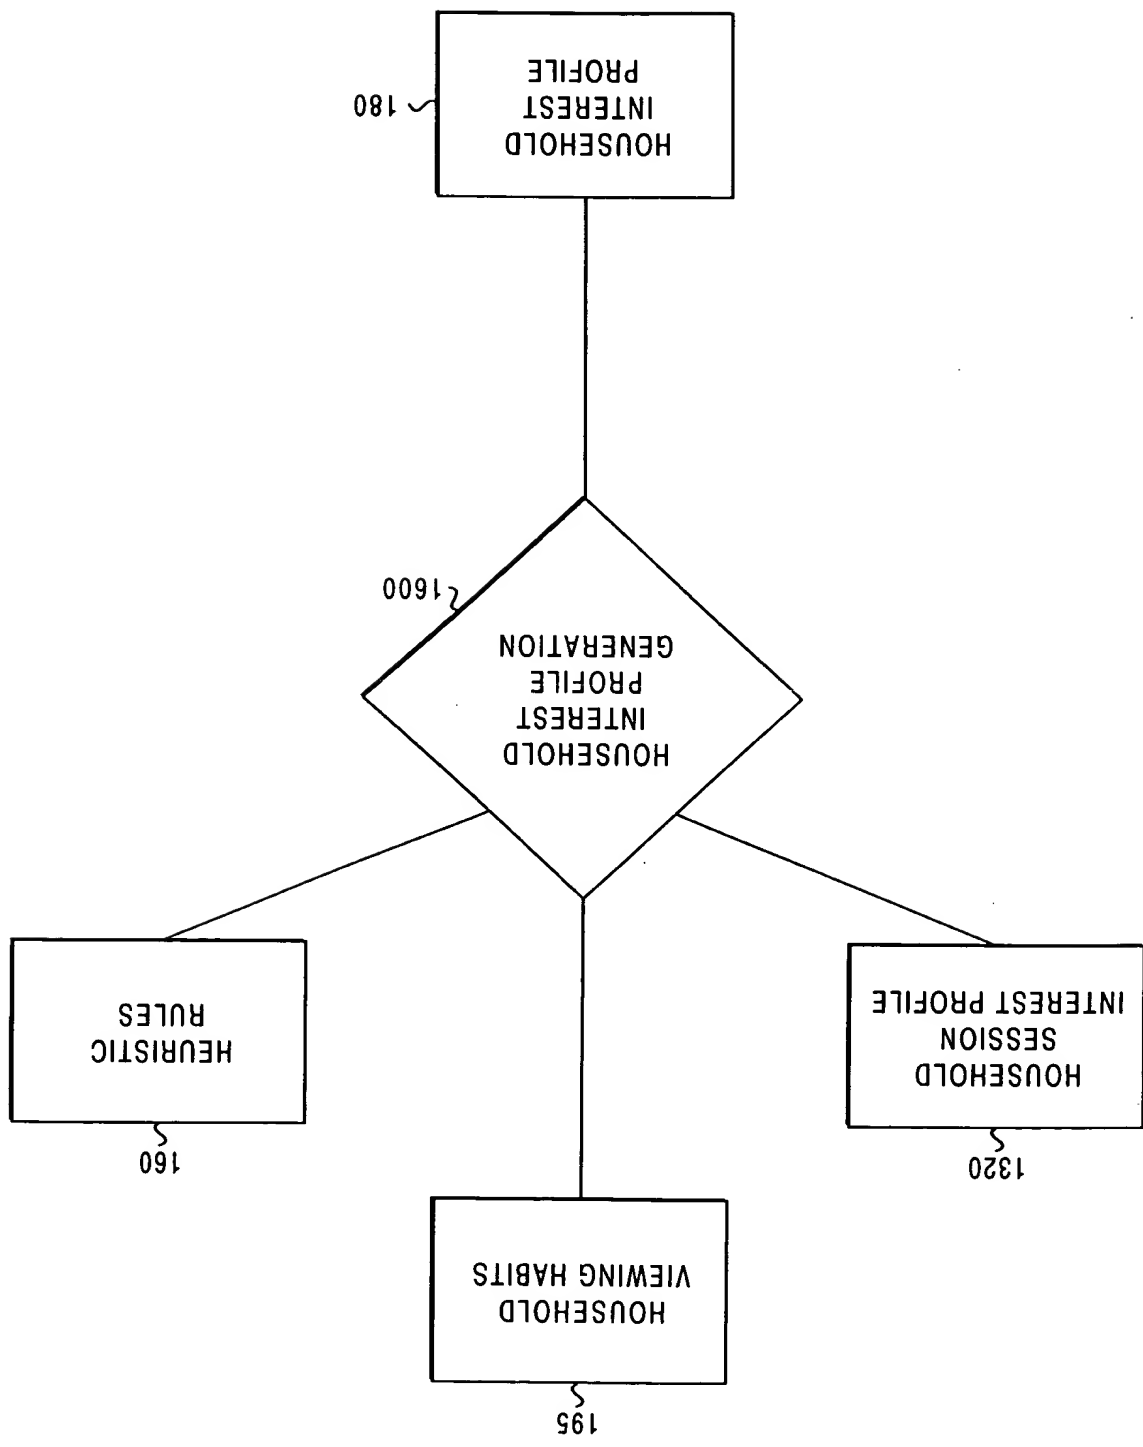 195
HOUSEHOLD
VIEWING HABITS
1320
HOUSEHOLD
SESSION
INTEREST PROFILE
160
HEURISTIC
RULES
HOUSEHOLD
INTEREST
PROFILE
GENERATION
1600
HOUSEHOLD
INTEREST
PROFILE
180